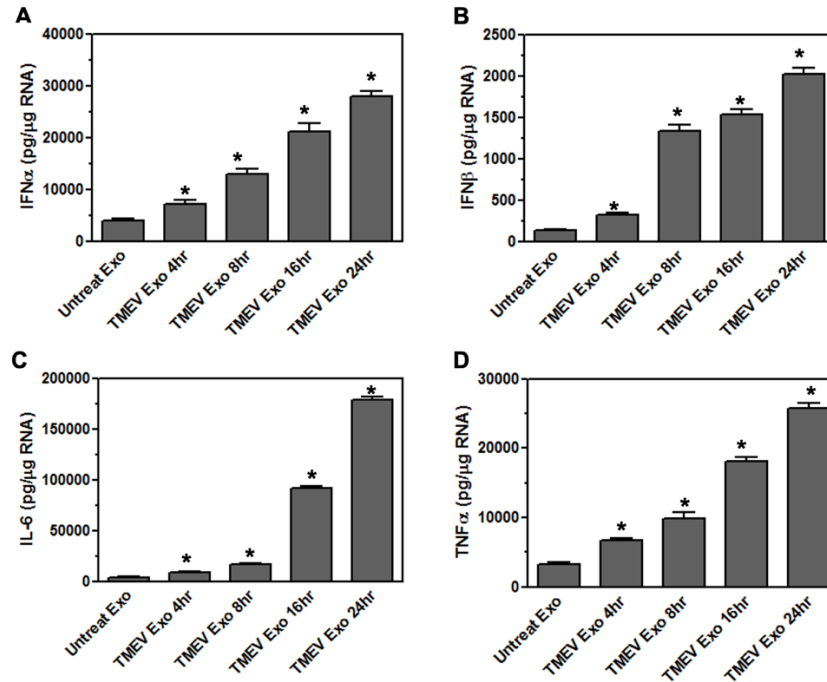 A
IFNα (pg/μg RNA)
40000
30000
20000
10000
0
*
*
*
*
Untreat Exo
TMEV Exo 4hr
TMEV Exo 8hr
TMEV Exo 16hr
TMEV Exo 24hr
B
IFNβ (pg/μg RNA)
2500
2000
1500
1000
500
0
*
*
*
*
Untreat Exo
TMEV Exo 4hr
TMEV Exo 8hr
TMEV Exo 16hr
TMEV Exo 24hr
C
IL-6 (pg/μg RNA)
200000
150000
100000
50000
0
*
*
*
*
Untreat Exo
TMEV Exo 4hr
TMEV Exo 8hr
TMEV Exo 16hr
TMEV Exo 24hr
D
TNFα (pg/μg RNA)
30000
20000
10000
0
*
*
*
*
Untreat Exo
TMEV Exo 4hr
TMEV Exo 8hr
TMEV Exo 16hr
TMEV Exo 24hr